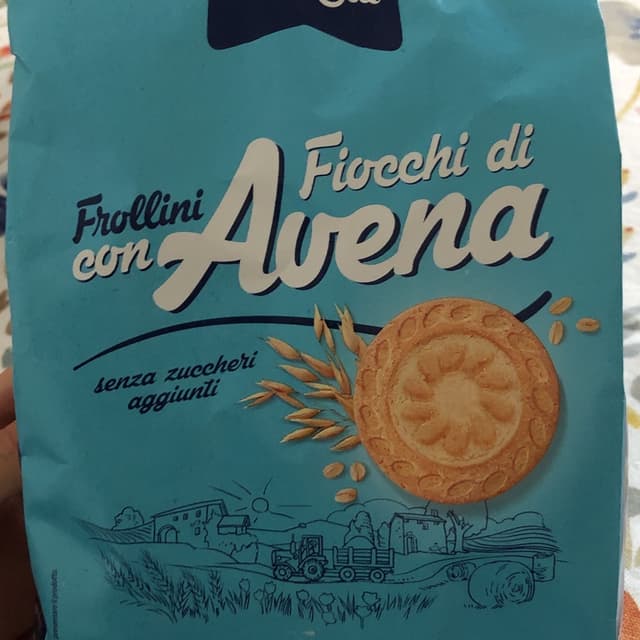 Fiocchi di
Frollini
con Avena
senza zuccheri
aggiunti